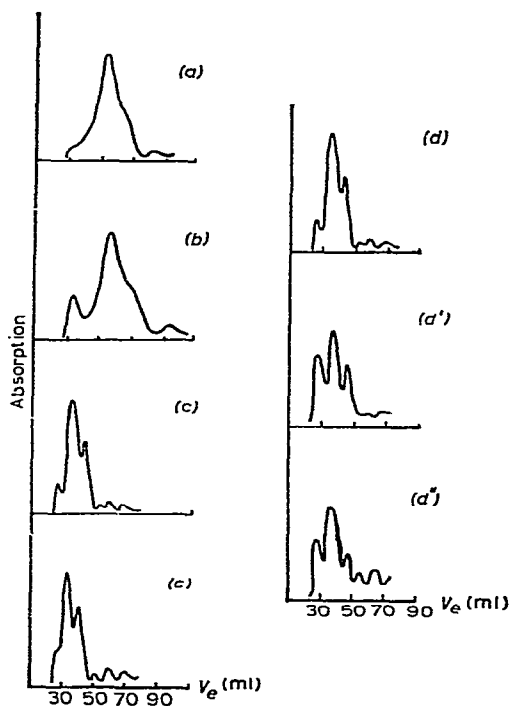 (a)
(b)
(c)
(c)
Absorption
30 50 70 90 Ve (ml)
(d)
(d')
(d")
30 50 70 90 Ve (ml)